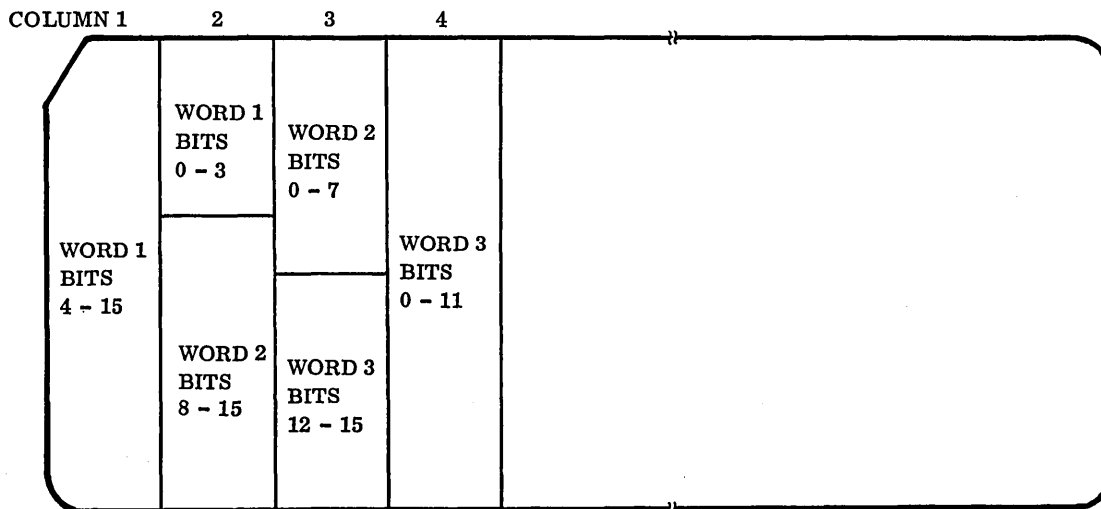 COLUMN 1 2 3 4
WORD 1
BITS
4 - 15
WORD 1
BITS
0 - 3
WORD 2
BITS
8 - 15
WORD 2
BITS
0 - 7
WORD 3
BITS
12 - 15
WORD 3
BITS
0 - 11